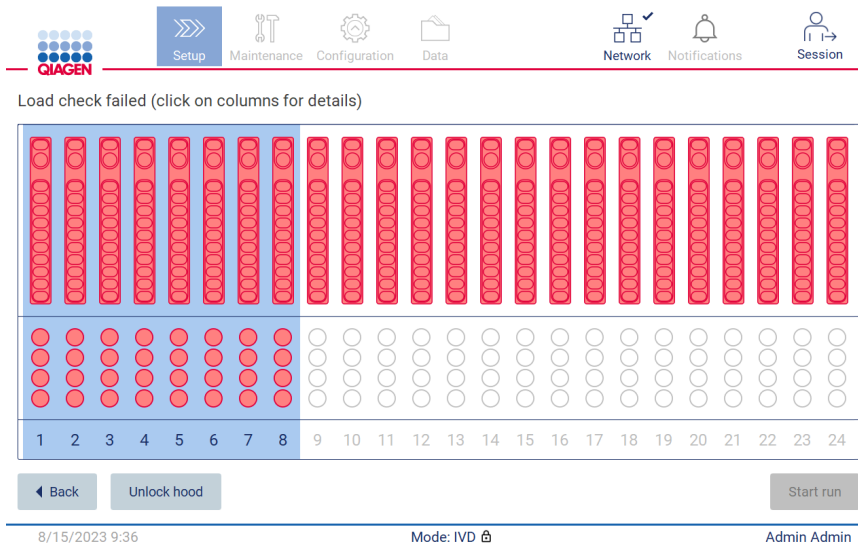 Setup Maintenance Configuration Data Network Notifications Session
QIAGEN
Load check failed (click on columns for details)
1 2 3 4 5 6 7 8 9 10 11 12 13 14 15 16 17 18 19 20 21 22 23 24
Back Unlock hood Start run
8/15/2023 9:36 Mode: IVD Admin Admin